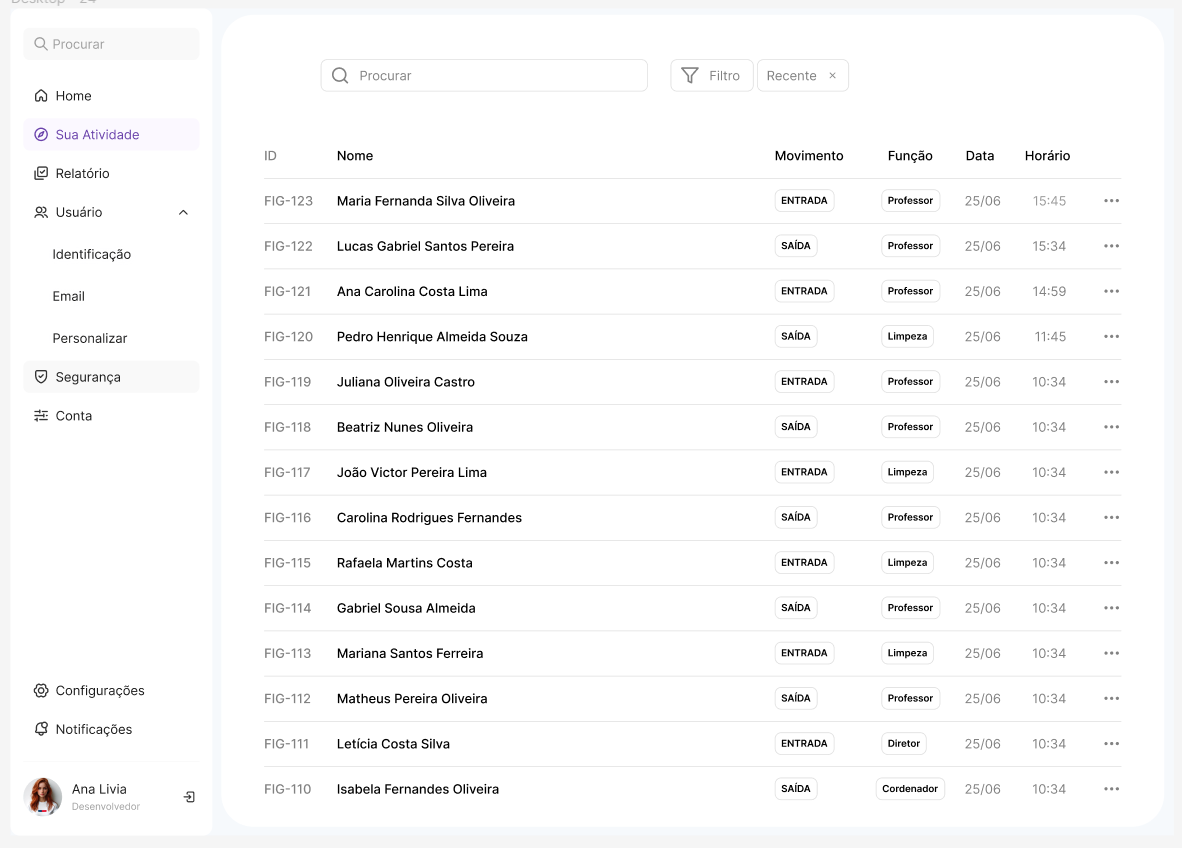 Desktop - 24
Procurar
Home
Sua Atividade
Relatório
Usuário
Identificação
Email
Personalizar
Segurança
Conta
Configurações
Notificações
Ana Livia
Desenvolvedor
Procurar
Filtro
Recente ×
ID Nome Movimento Função Data Horário
FIG-123 Maria Fernanda Silva Oliveira ENTRADA Professor 25/06 15:45
FIG-122 Lucas Gabriel Santos Pereira SAÍDA Professor 25/06 15:34
FIG-121 Ana Carolina Costa Lima ENTRADA Professor 25/06 14:59
FIG-120 Pedro Henrique Almeida Souza SAÍDA Limpeza 25/06 11:45
FIG-119 Juliana Oliveira Castro ENTRADA Professor 25/06 10:34
FIG-118 Beatriz Nunes Oliveira SAÍDA Professor 25/06 10:34
FIG-117 João Victor Pereira Lima ENTRADA Limpeza 25/06 10:34
FIG-116 Carolina Rodrigues Fernandes SAÍDA Professor 25/06 10:34
FIG-115 Rafaela Martins Costa ENTRADA Limpeza 25/06 10:34
FIG-114 Gabriel Sousa Almeida SAÍDA Professor 25/06 10:34
FIG-113 Mariana Santos Ferreira ENTRADA Limpeza 25/06 10:34
FIG-112 Matheus Pereira Oliveira SAÍDA Professor 25/06 10:34
FIG-111 Letícia Costa Silva ENTRADA Diretor 25/06 10:34
FIG-110 Isabela Fernandes Oliveira SAÍDA Cordenador 25/06 10:34